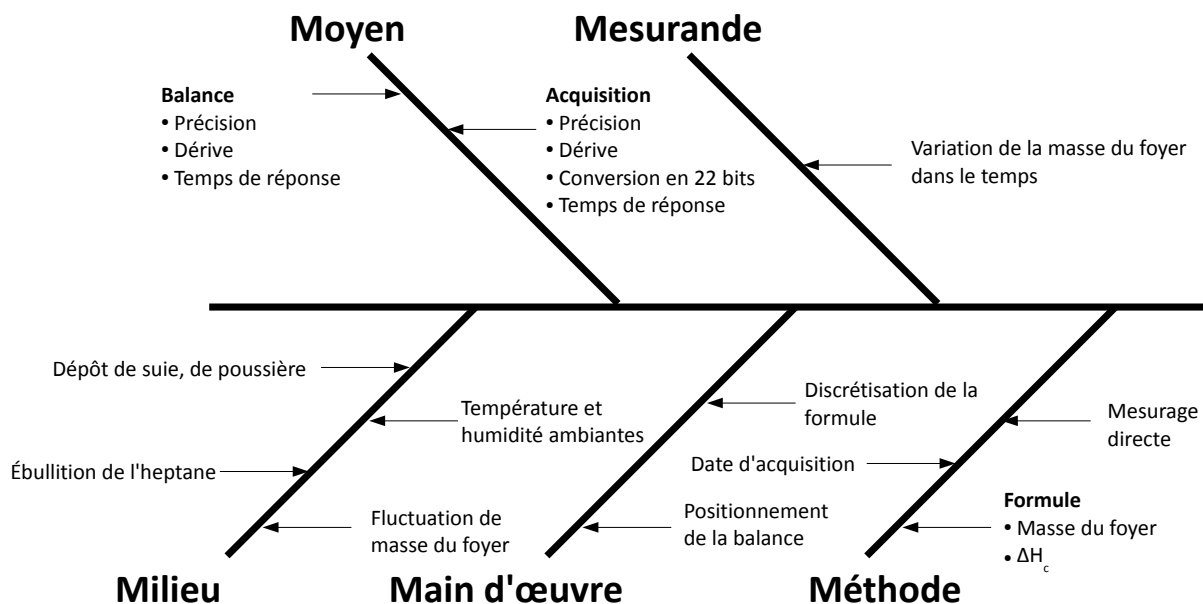 Moyen
Mesurande
Balance
• Précision
• Dérive
• Temps de réponse
Acquisition
• Précision
• Dérive
• Conversion en 22 bits
• Temps de réponse
Variation de la masse du foyer
dans le temps
Dépôt de suie, de poussière
Température et
humidité ambiantes
Ébullition de l'heptane
Fluctuation de
masse du foyer
Discrétisation de la
formule
Positionnement
de la balance
Mesurage
directe
Date d'acquisition
Formule
• Masse du foyer
• ΔHc
Milieu
Main d'œuvre
Méthode